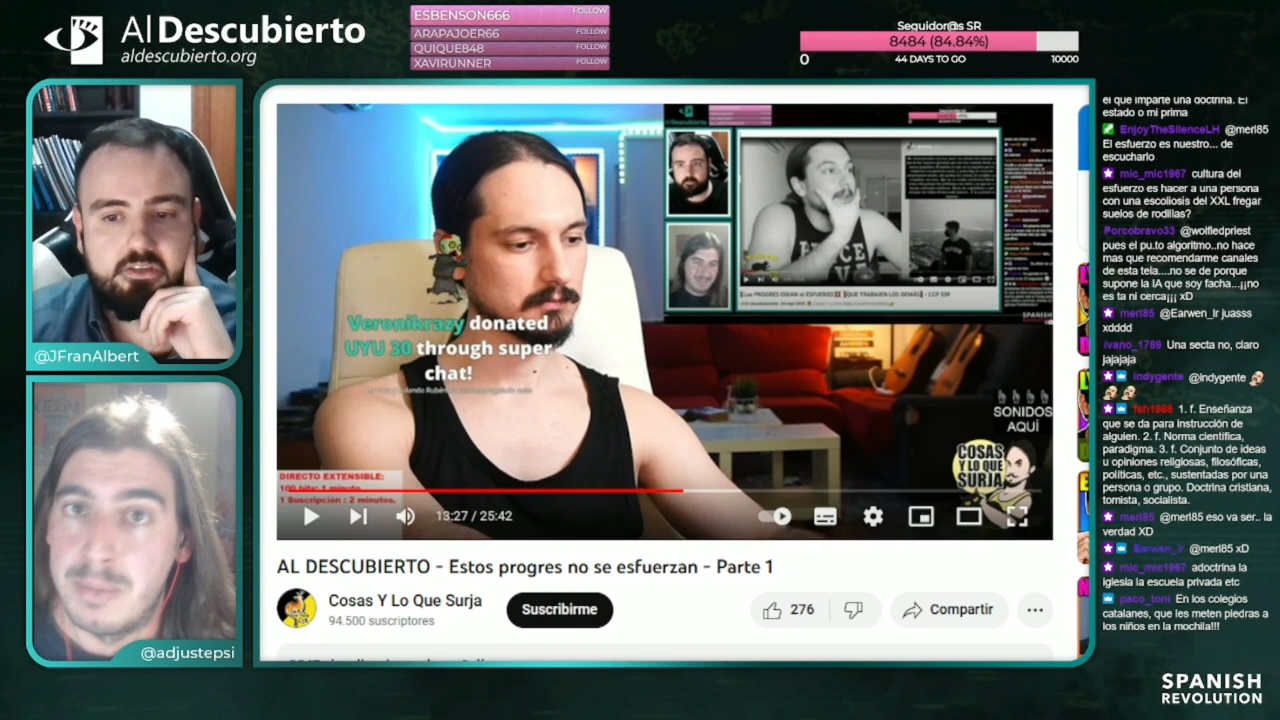 Al Descubierto
aldescubierto.org
ESBENSON666 FOLLOW
ARAPAJOER66 FOLLOW
QUIQUE848 FOLLOW
XAVIRUNNER FOLLOW
Seguidor@s SR
8484 (84.84%)
0 44 DAYS TO GO 10000
@JFranAlbert
@adjustepsi
Veronikrazy donated
UYU 30 through super
chat!
SONIDOS
AQUÍ
COSAS
Y LO QUE
SURJA
DIRECTO EXTENSIBLE:
100 bits: 1 minuto
1 Suscripción : 2 minutos.
13:27 / 25:42
AL DESCUBIERTO - Estos progres no se esfuerzan - Parte 1
Cosas Y Lo Que Surja
94.500 suscriptores
Suscribirme
276
Compartir
el que imparte una doctrina. El
estado o mi prima
EnjoyTheSilenceLH @merl85
El esfuerzo es nuestro... de
escucharlo
mic_mic1967 cultura del
esfuerzo es hacer a una persona
con una escoliosis del XXL fregar
suelos de rodillas?
Porcobravo33 @wolfiedpriest
pues el pu.to algoritmo..no hace
mas que recomendarme canales
de esta tela....no se de porque
supone la IA que soy facha...¡¡no
es ta ni cerca¡¡¡ xD
merl85 @Earwen_Ir juasss
xdddd
ivano_1789 Una secta no, claro
jajajaja
indygente @indygente
fsh1968 1. f. Enseñanza
que se da para instrucción de
alguien. 2. f. Norma científica,
paradigma. 3. f. Conjunto de ideas
u opiniones religiosas, filosóficas,
políticas, etc., sustentadas por una
persona o grupo. Doctrina cristiana,
tomista, socialista.
merl85 @merl85 eso va ser.. la
verdad XD
Earwen_Ir @merl85 xD
mic_mic1967 adoctrina la
iglesia la escuela privada etc
paco_toni En los colegios
catalanes, que les meten piedras a
los niños en la mochila!!!
SPANISH
REVOLUTION